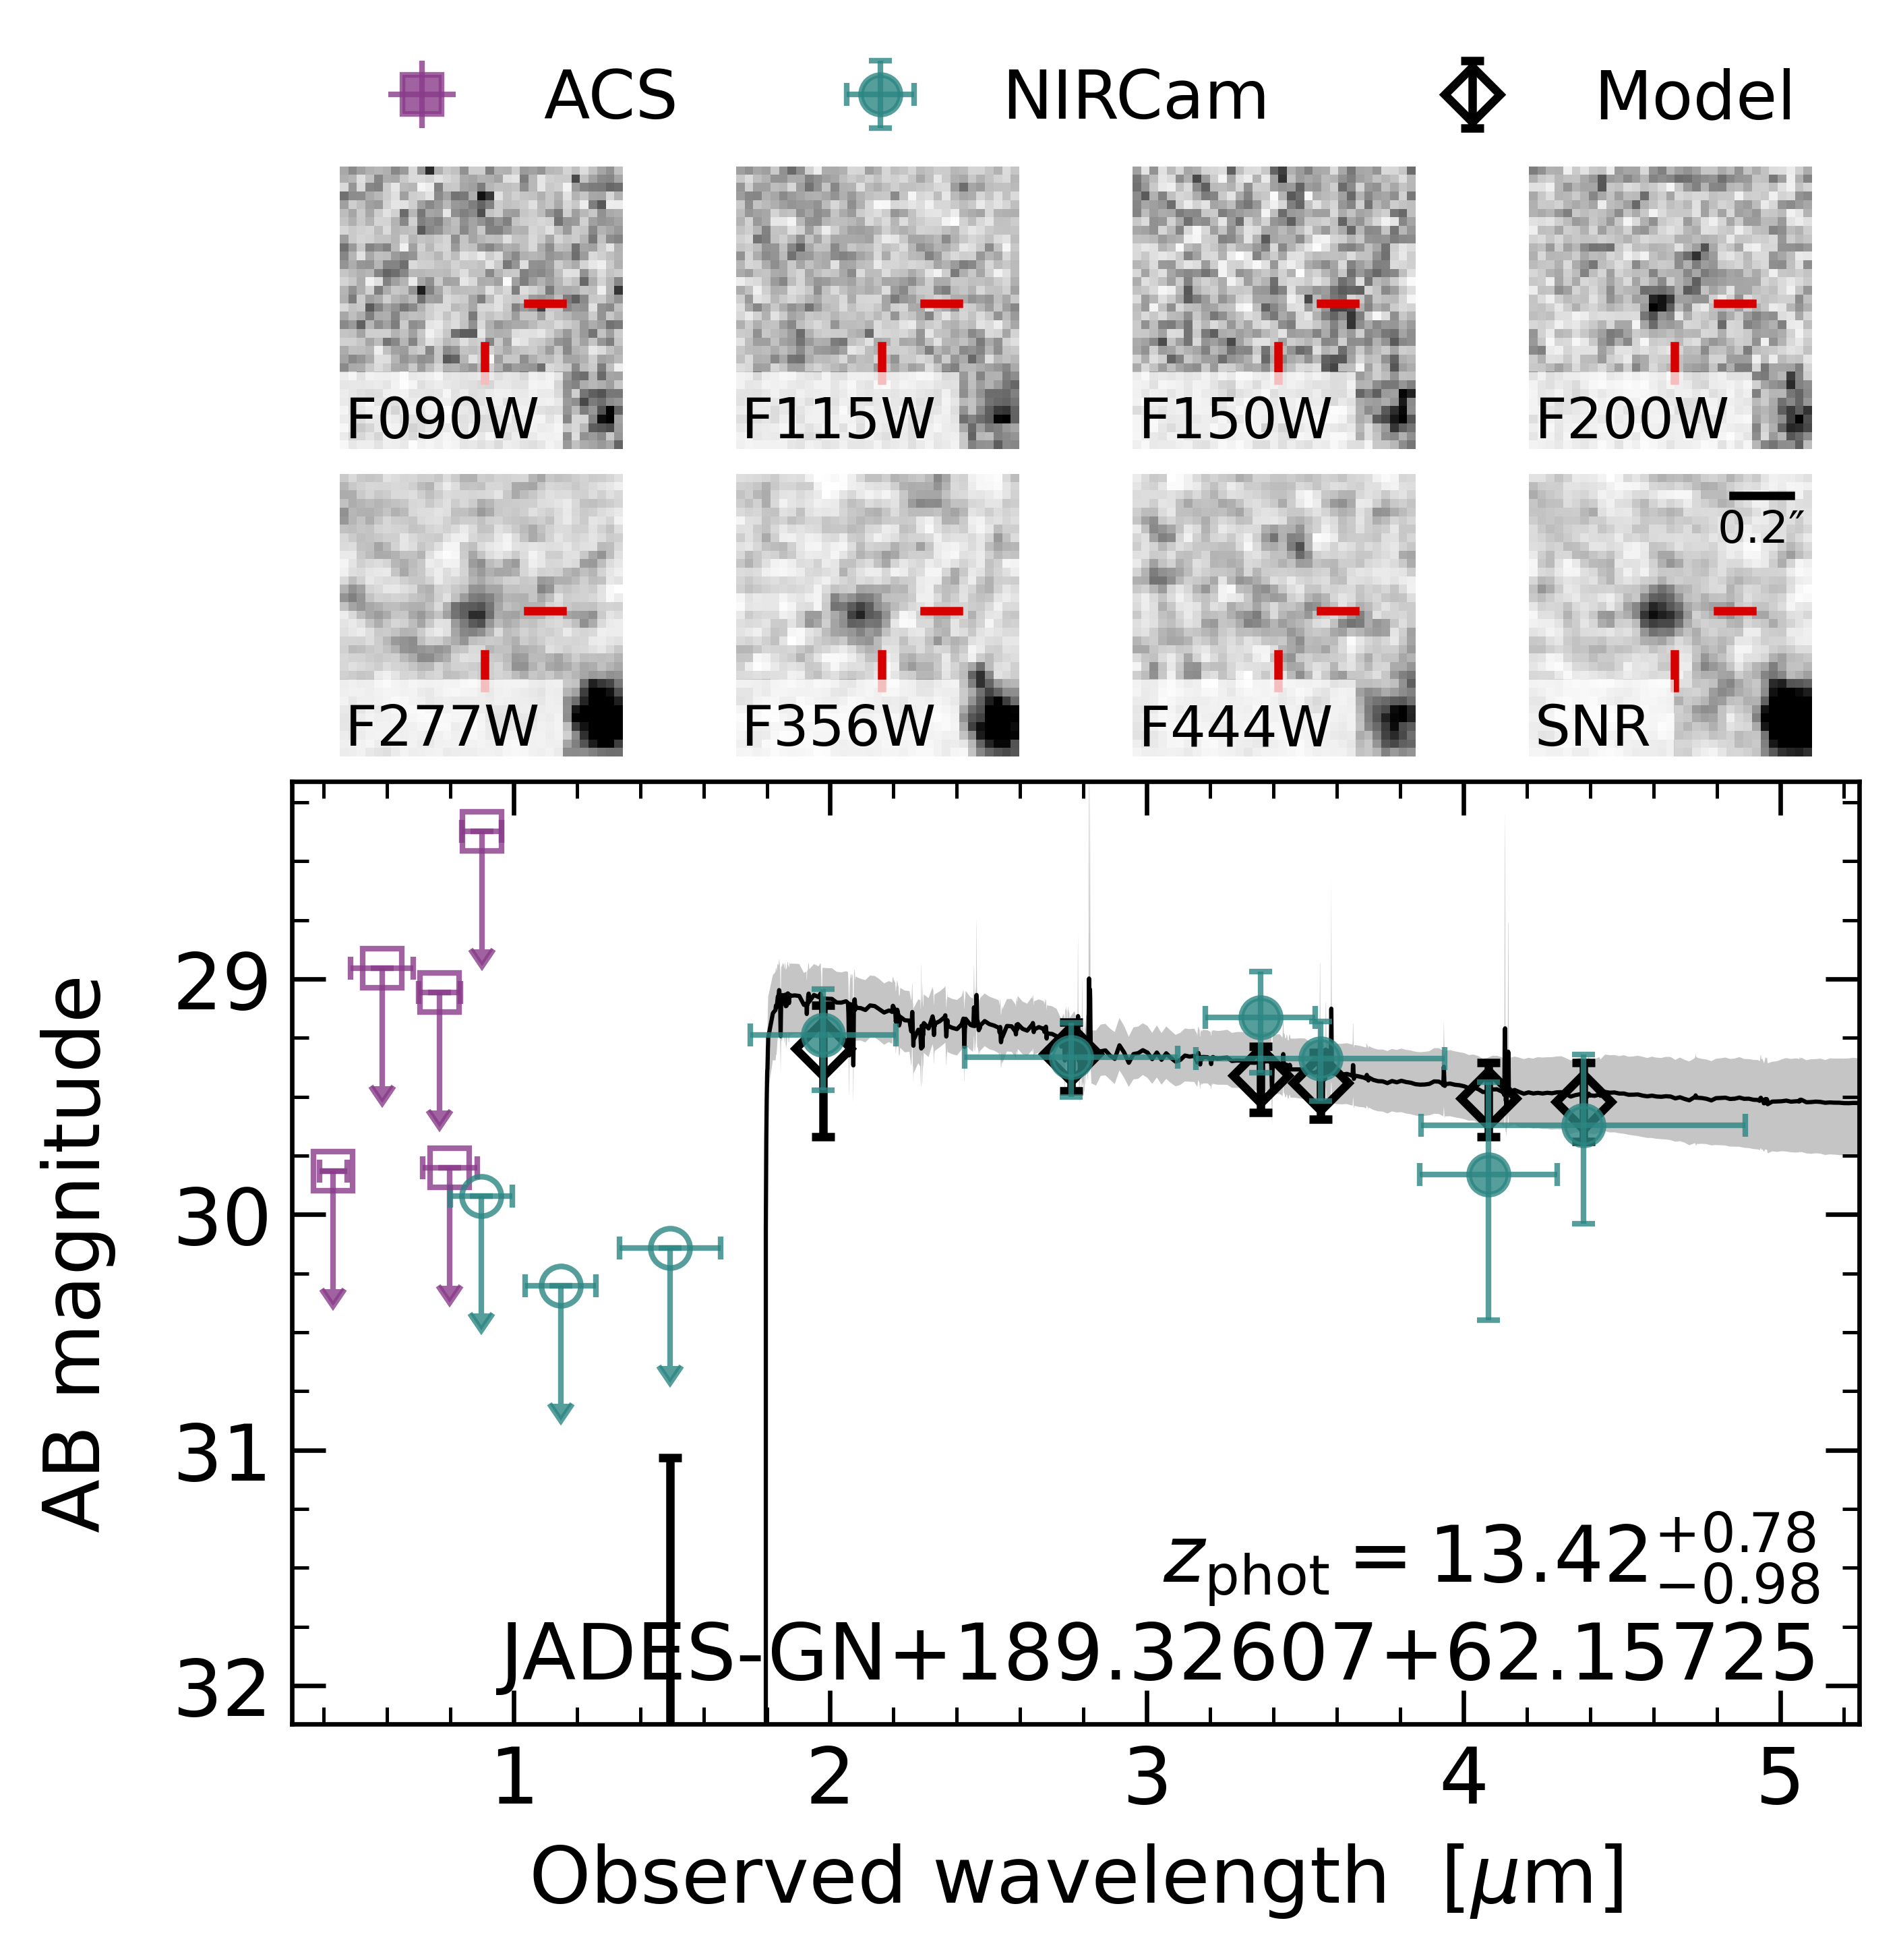 ACS NIRCam Model
F090W F115W F150W F200W
0.2″
F277W F356W F444W SNR
29
30
31
32
AB magnitude
z_phot = 13.42 +0.78 −0.98
JADES-GN+189.32607+62.15725
1 2 3 4 5
Observed wavelength [μm]